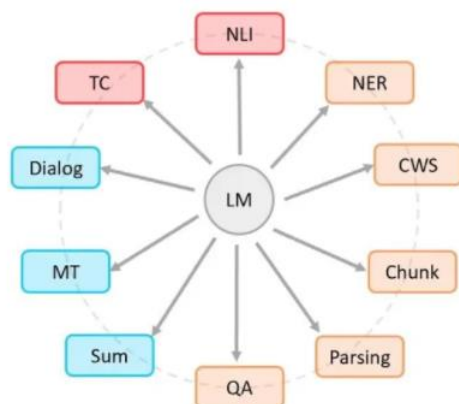 NLI
TC
NER
Dialog
CWS
LM
MT
Chunk
Sum
Parsing
QA